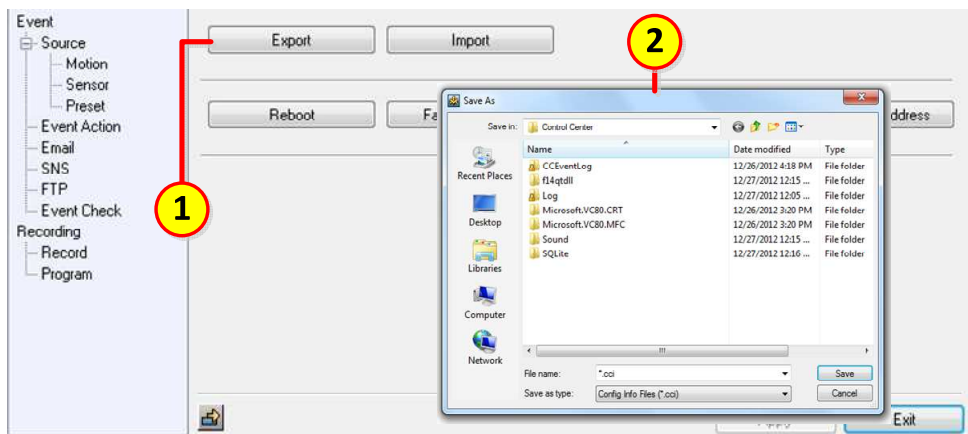 Event
Source
Motion
Sensor
Preset
Event Action
Email
SNS
FTP
Event Check
Recording
Record
Program
1
Export
Import
2
Reboot
Fa
ddress
Save As
Save in:
Control Center
Recent Places
Desktop
Libraries
Computer
Network
Name Date modified Type
CCEventLog 12/26/2012 4:18 PM File folder
f14qtdll 12/27/2012 12:15 ... File folder
Log 12/27/2012 12:05 ... File folder
Microsoft.VC80.CRT 12/26/2012 3:20 PM File folder
Microsoft.VC80.MFC 12/26/2012 3:20 PM File folder
Sound 12/27/2012 12:15 ... File folder
SQLite 12/27/2012 12:16 ... File folder
File name: *.cci Save
Save as type: Config Info Files (*.cci) Cancel
Exit